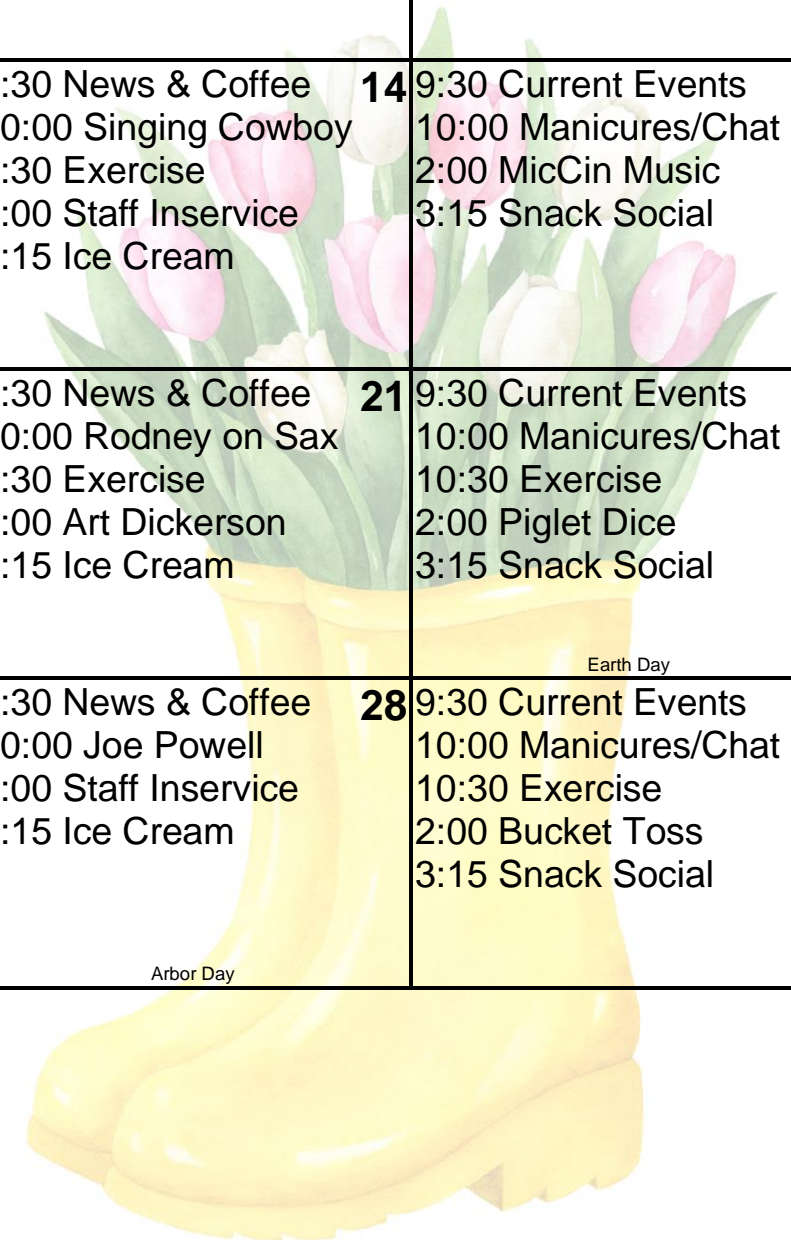 :30 News & Coffee 14
0:00 Singing Cowboy
:30 Exercise
:00 Staff Inservice
:15 Ice Cream
9:30 Current Events
10:00 Manicures/Chat
2:00 MicCin Music
3:15 Snack Social
:30 News & Coffee 21
0:00 Rodney on Sax
:30 Exercise
:00 Art Dickerson
:15 Ice Cream
9:30 Current Events
10:00 Manicures/Chat
10:30 Exercise
2:00 Piglet Dice
3:15 Snack Social
Earth Day
:30 News & Coffee 28
0:00 Joe Powell
:00 Staff Inservice
:15 Ice Cream
Arbor Day
9:30 Current Events
10:00 Manicures/Chat
10:30 Exercise
2:00 Bucket Toss
3:15 Snack Social